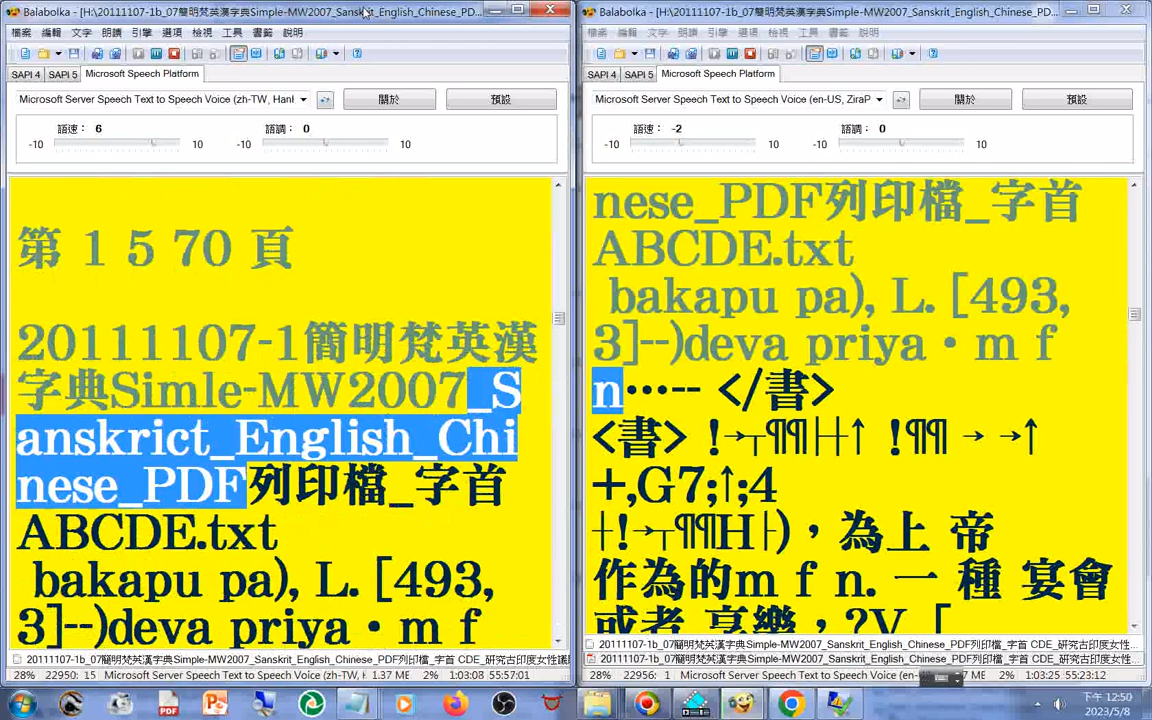 Balabolka - [H:\20111107-1b_07簡明梵英漢字典Simple-MW2007_Sanskrit_English_Chinese_PD...
檔案 編輯 文字 朗讀 引擎 選項 檢視 工具 書籤 說明
SAPI 4 SAPI 5 Microsoft Speech Platform
Microsoft Server Speech Text to Speech Voice (zh-TW, HanH
關於
預設
語速： 6
語調： 0
-10 10 -10 10
第 1 5 70 頁
20111107-1簡明梵英漢
字典Simle-MW2007_S
anskrict_English_Chi
nese_PDF列印檔_字首
ABCDE.txt
bakapu pa), L. [493,
3]--)deva priya • m f
20111107-1b_07簡明梵英漢字典Simple-MW2007_Sanskrit_English_Chinese_PDF列印檔_字首 CDE_研究古印度女性議
28% 22950: 15 Microsoft Server Speech Text to Speech Voice (zh-TW, 1.37 ME 2% 1:03:08 55:57:01
Balabolka - [H:\20111107-1b_07簡明梵英漢字典Simple-MW2007_Sanskrit_English_Chinese_PD...
檔案 編輯 文字 朗讀 引擎 選項 檢視 工具 書籤 說明
SAPI 4 SAPI 5 Microsoft Speech Platform
Microsoft Server Speech Text to Speech Voice (en-US, ZiraP
關於
預設
語速： -2
語調： 0
-10 10 -10 10
nese_PDF列印檔_字首
ABCDE.txt
bakapu pa), L. [493,
3]--)deva priya • m f
n…-- </書>
<書> !→┬¶¶├┼↑ !¶¶ → →↑
+,G7;↑;4
┼!→┬¶¶H├)，為上 帝
作為的m f n. 一 種 宴會
或者 享樂，?V [
20111107-1b_07簡明梵英漢字典Simple-MW2007_Sanskrit_English_Chinese_PDF列印檔_字首 CDE_研究古印度女性...
20111107-1b_07簡明梵英漢字典Simple-MW2007_Sanskrit_English_Chinese_PDF列印檔_字首 CDE_研究古印度女性...
28% 22956: 1 Microsoft Server Speech Text to Speech Voice (en-US ME 2% 1:03:25 55:23:12
下午 12:50
2023/5/8